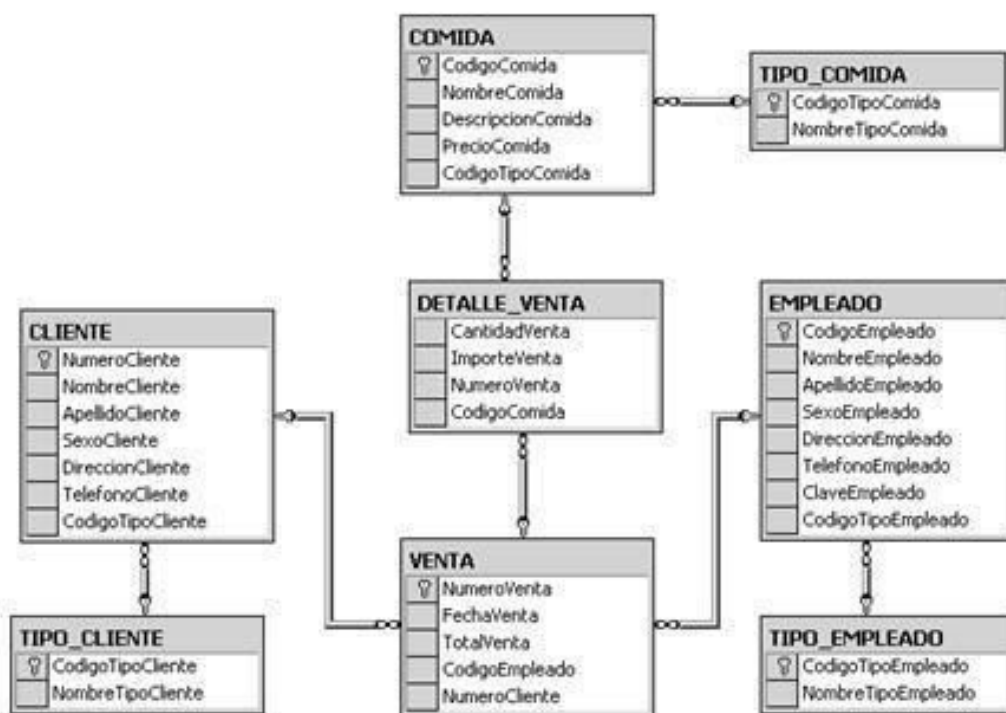 COMIDA
CodigoComida
NombreComida
DescripcionComida
PrecioComida
CodigoTipoComida
TIPO_COMIDA
CodigoTipoComida
NombreTipoComida
DETALLE_VENTA
CantidadVenta
ImporteVenta
NumeroVenta
CodigoComida
CLIENTE
NumeroCliente
NombreCliente
ApellidoCliente
SexoCliente
DireccionCliente
TelefonoCliente
CodigoTipoCliente
EMPLEADO
CodigoEmpleado
NombreEmpleado
ApellidoEmpleado
SexoEmpleado
DireccionEmpleado
TelefonoEmpleado
ClaveEmpleado
CodigoTipoEmpleado
VENTA
NumeroVenta
FechaVenta
TotalVenta
CodigoEmpleado
NumeroCliente
TIPO_CLIENTE
CodigoTipoCliente
NombreTipoCliente
TIPO_EMPLEADO
CodigoTipoEmpleado
NombreTipoEmpleado